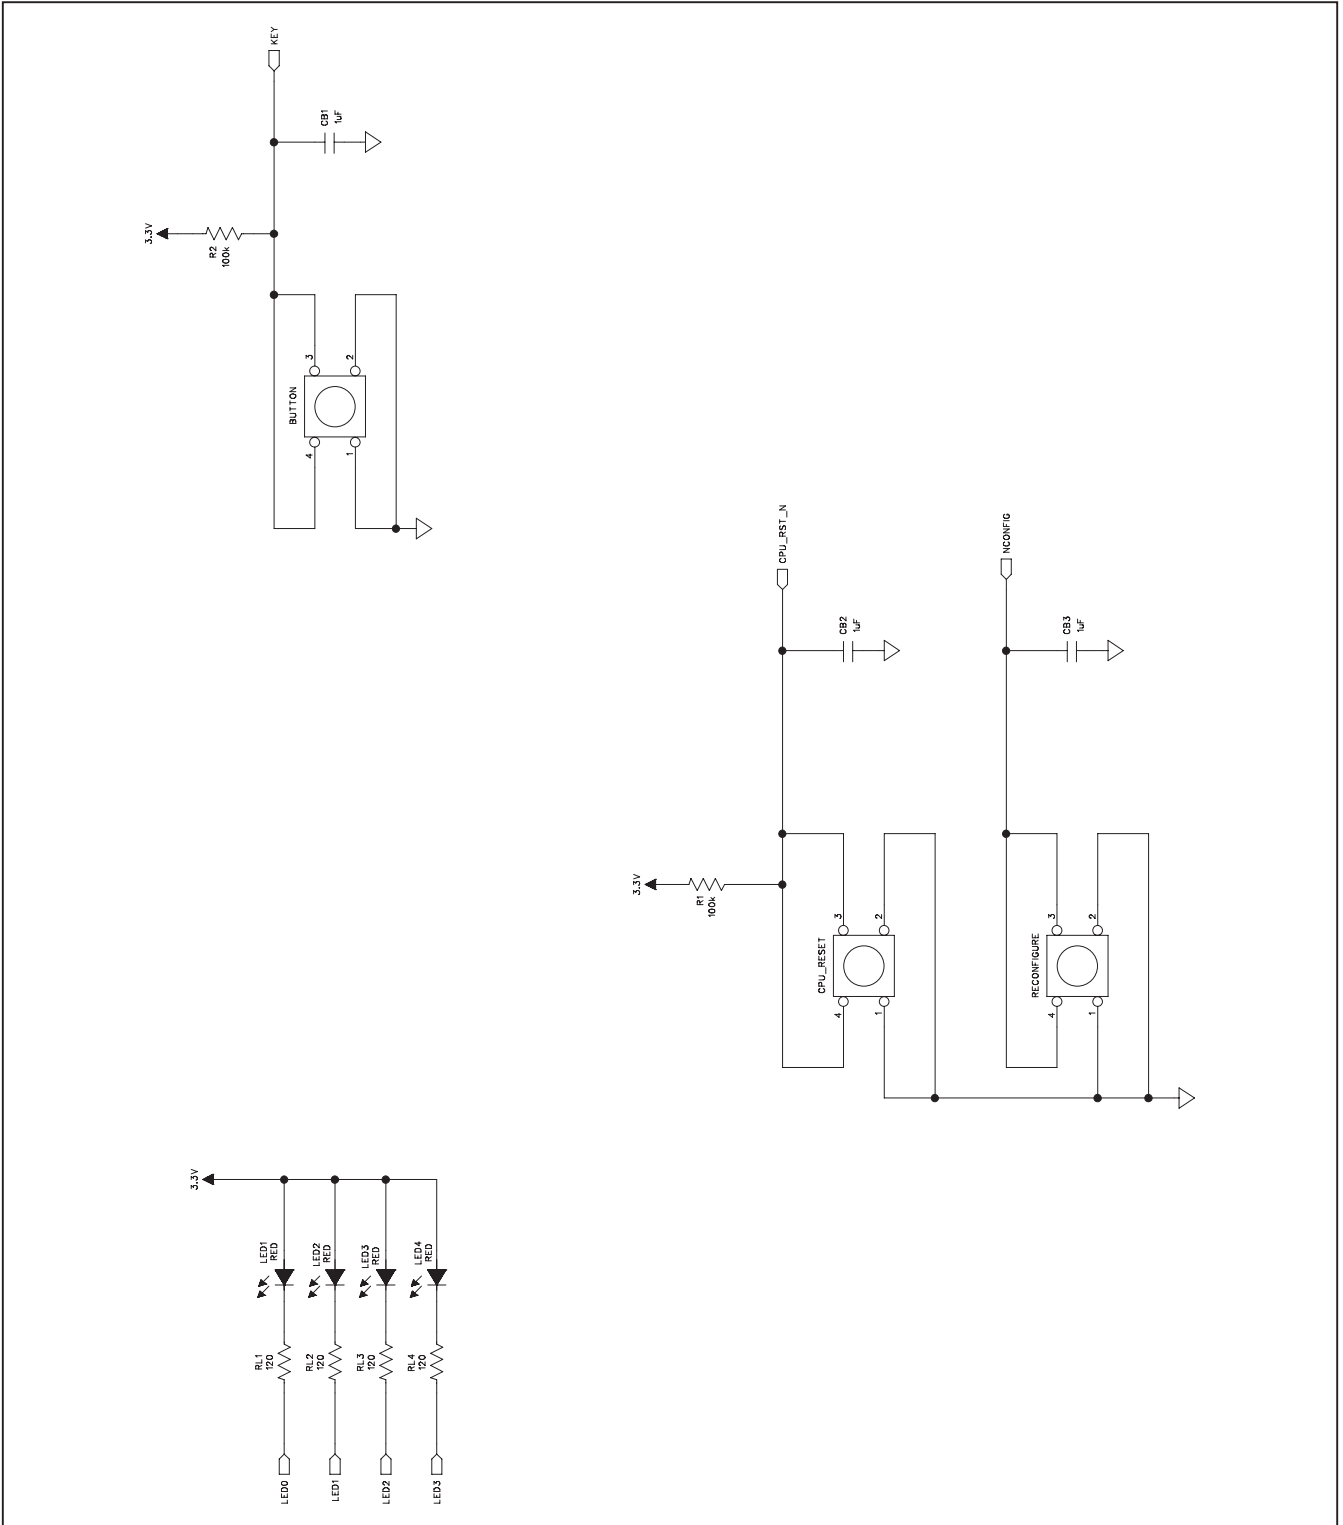 KEY
CB1
1uF
3.3V
R2
100k
BUTTON
3
2
4
1
CPU_RST_N
NCONFIG
CB2
1uF
CB3
1uF
3.3V
R1
100k
CPU_RESET
3
2
4
1
RECONFIGURE
3
2
4
1
3.3V
LED1
RED
LED2
RED
LED3
RED
LED4
RED
RL1
120
RL2
120
RL3
120
RL4
120
LED0
LED1
LED2
LED3